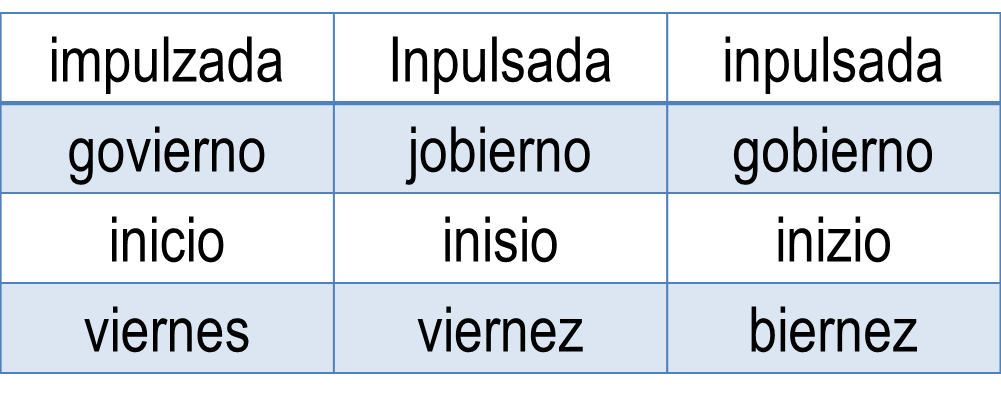 impulzada Inpulsada inpulsada
govierno jobierno gobierno
inicio inisio inizio
viernes viernez biernez